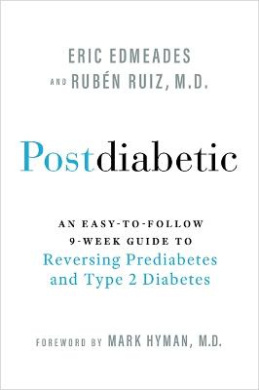 ERIC EDMEADES
AND RUBÉN RUIZ, M.D.
Postdiabetic
AN EASY-TO-FOLLOW
9-WEEK GUIDE TO
Reversing Prediabetes
and Type 2 Diabetes
FOREWORD BY MARK HYMAN, M.D.